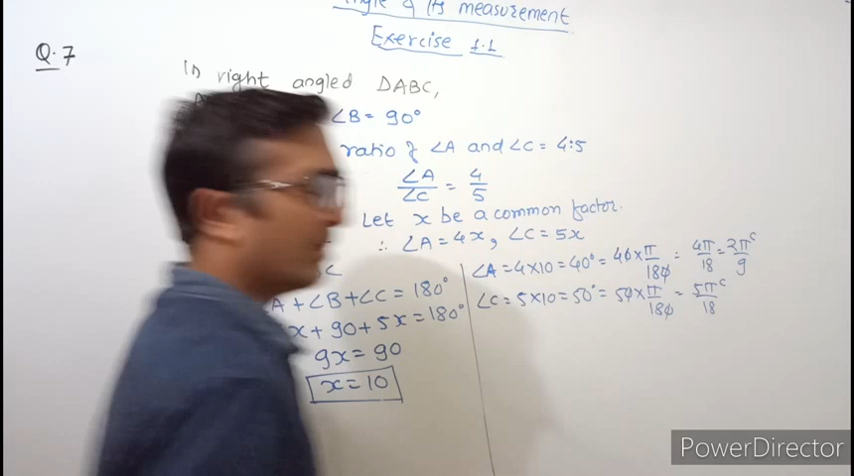 Angle & Its measurement
Exercise 1.1
Q.7
In right angled ΔABC,
∠B = 90°
ratio of ∠A and ∠C = 4:5
∠A/∠C = 4/5
Let x be a common factor.
∴ ∠A = 4x, ∠C = 5x
C
A + ∠B + ∠C = 180°
x + 90 + 5x = 180°
9x = 90
x = 10
∠A = 4×10 = 40° = 40 × π/180 = 4π/18 = 2π/9 ᶜ
∠C = 5×10 = 50° = 50 × π/180 = 5π/18 ᶜ
PowerDirector